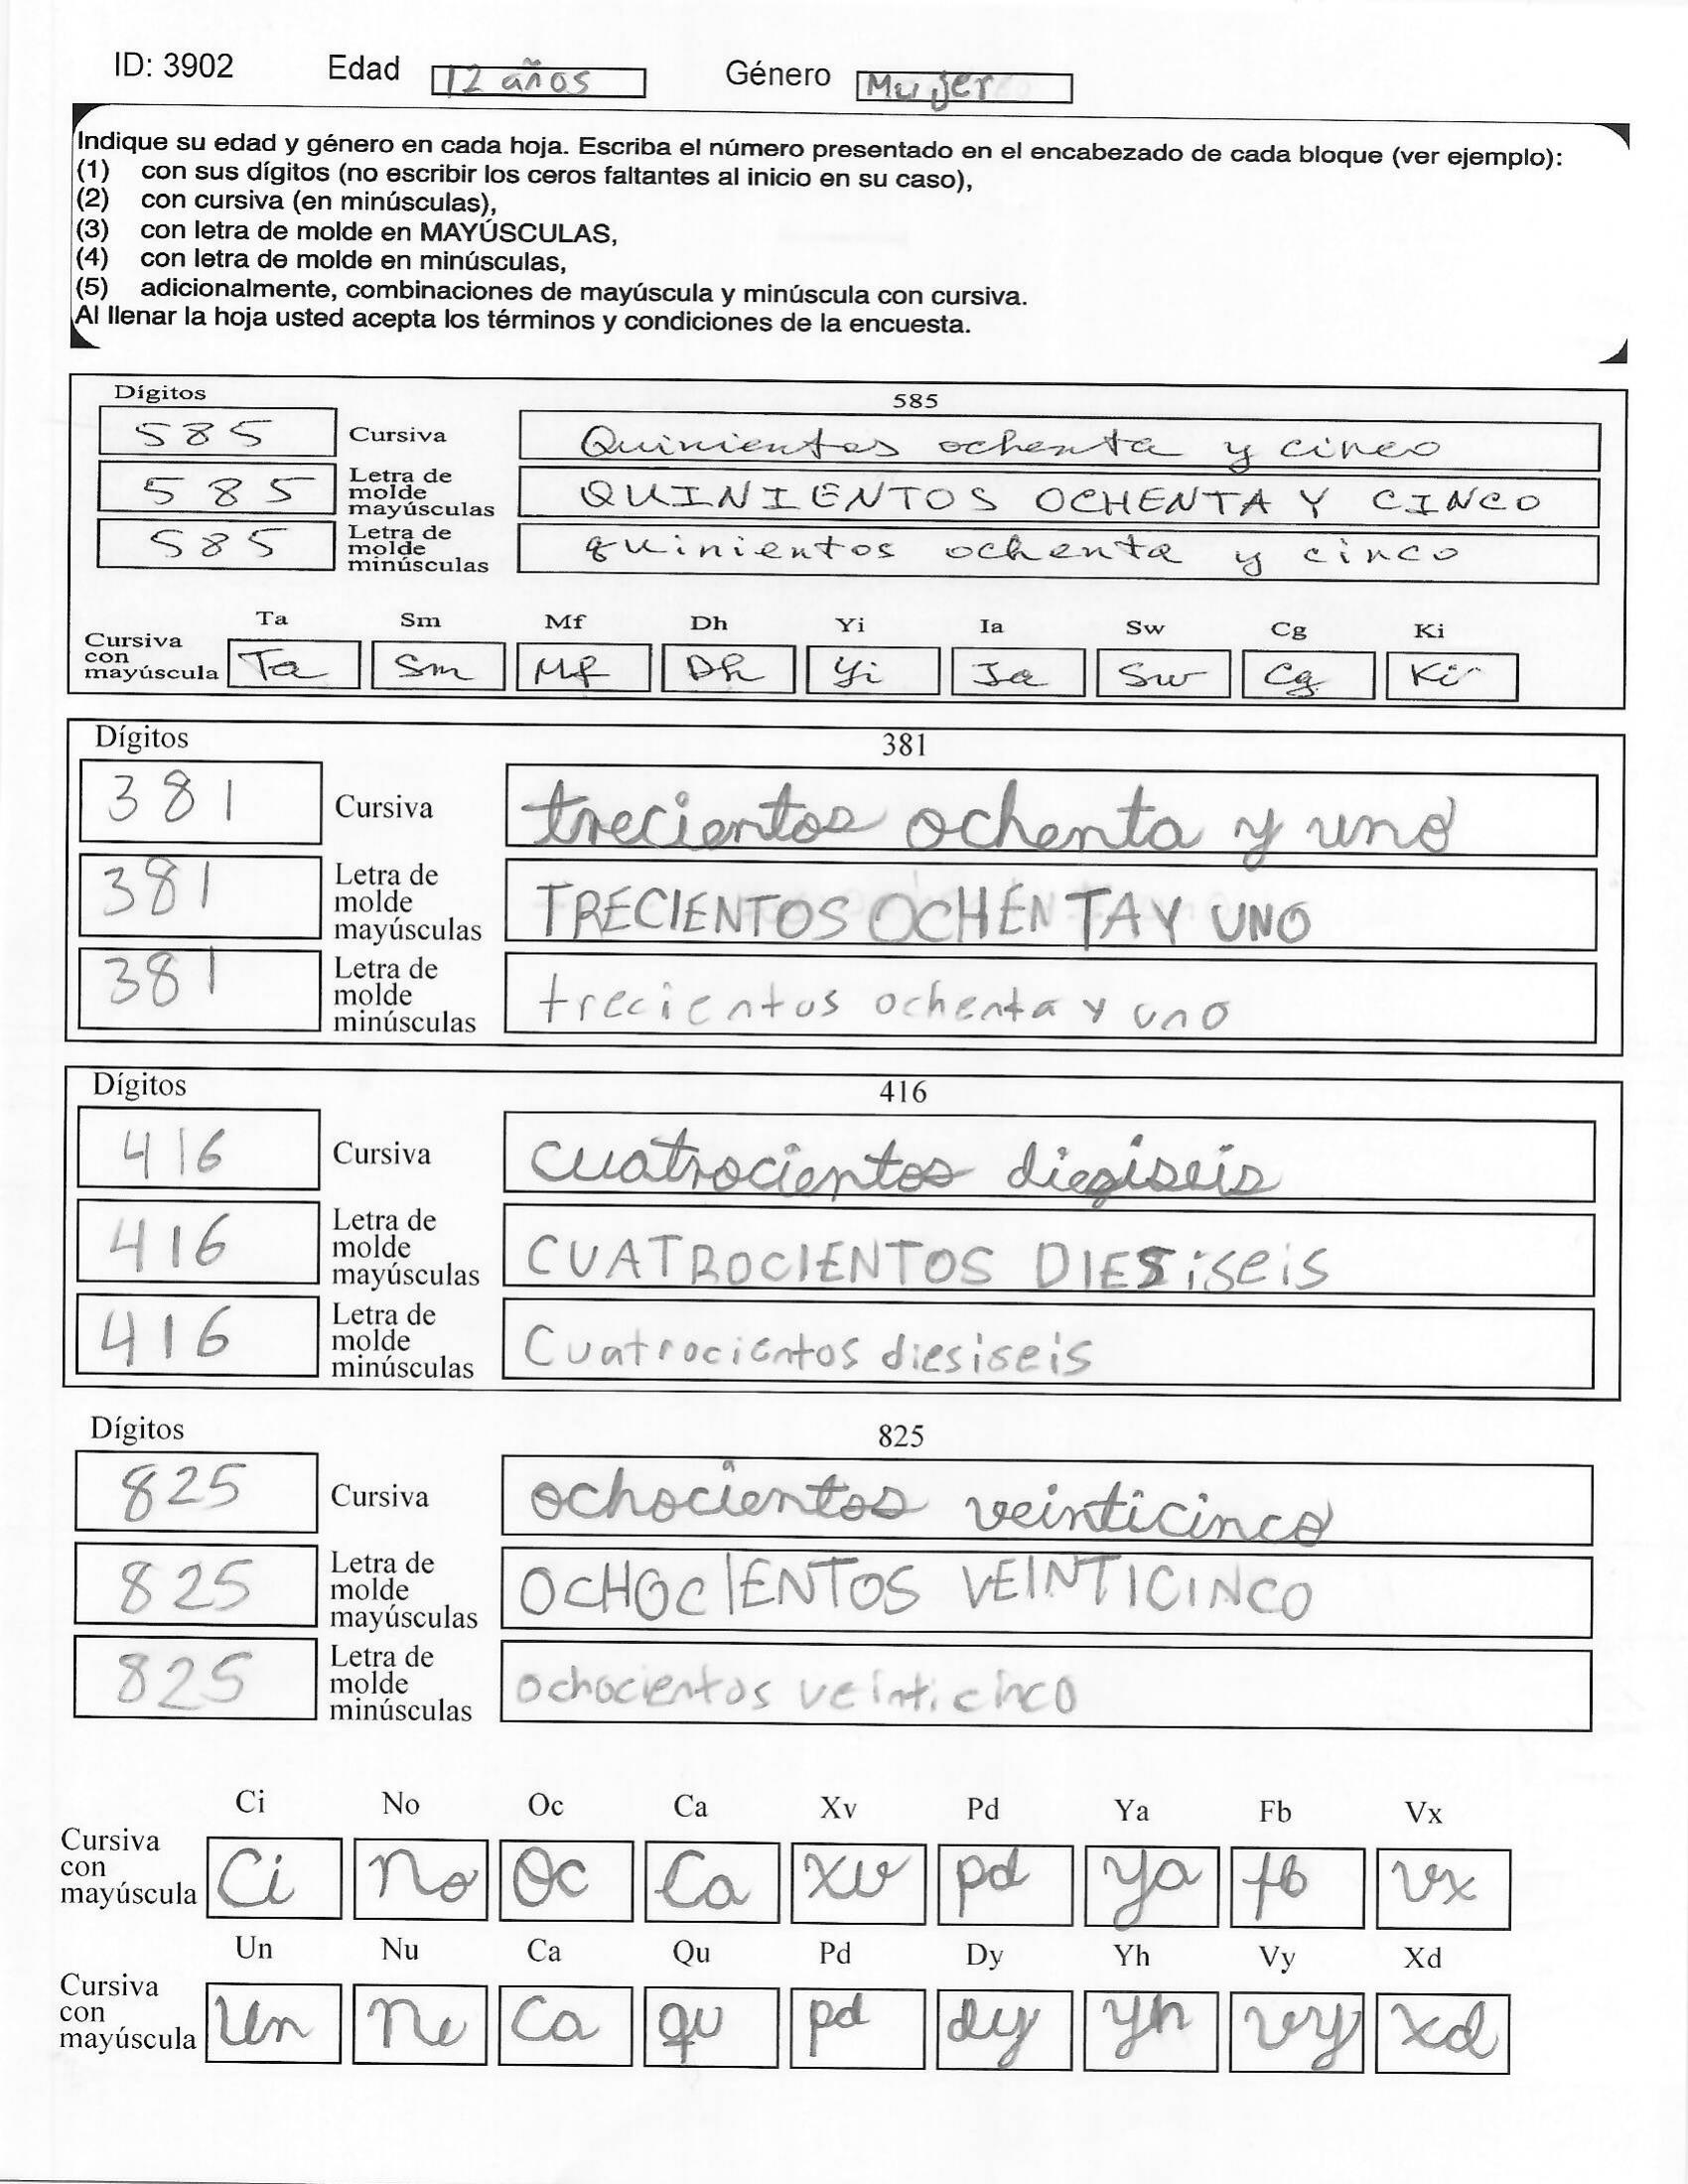 ID: 3902 Edad 12 años Género Mujer
Indique su edad y género en cada hoja. Escriba el número presentado en el encabezado de cada bloque (ver ejemplo):
(1) con sus dígitos (no escribir los ceros faltantes al inicio en su caso),
(2) con cursiva (en minúsculas),
(3) con letra de molde en MAYÚSCULAS,
(4) con letra de molde en minúsculas,
(5) adicionalmente, combinaciones de mayúscula y minúscula con cursiva.
Al llenar la hoja usted acepta los términos y condiciones de la encuesta.
Dígitos 585
585 Cursiva Quinientos ochenta y cinco
585 Letra de molde mayúsculas QUINIENTOS OCHENTA Y CINCO
585 Letra de molde minúsculas quinientos ochenta y cinco
Ta Sm Mf Dh Yi Ia Sw Cg Ki
Cursiva con mayúscula Ta Sm Mf Dh Yi Ia Sw Cg Ki
Dígitos 381
381 Cursiva trecientos ochenta y uno
381 Letra de molde mayúsculas TRECIENTOS OCHENTA Y UNO
381 Letra de molde minúsculas trecientos ochenta y uno
Dígitos 416
416 Cursiva cuatrocientos diegiseis
416 Letra de molde mayúsculas CUATROCIENTOS DIESiseis
416 Letra de molde minúsculas Cuatrocientos diesiseis
Dígitos 825
825 Cursiva ochocientos veinticinco
825 Letra de molde mayúsculas OCHOCIENTOS VEINTICINCO
825 Letra de molde minúsculas ochocientos veinticinco
Ci No Oc Ca Xv Pd Ya Fb Vx
Cursiva con mayúscula Ci No Oc Ca xv pd ya fb vx
Un Nu Ca Qu Pd Dy Yh Vy Xd
Cursiva con mayúscula Un Nu Ca qu pd dy yh vy xd